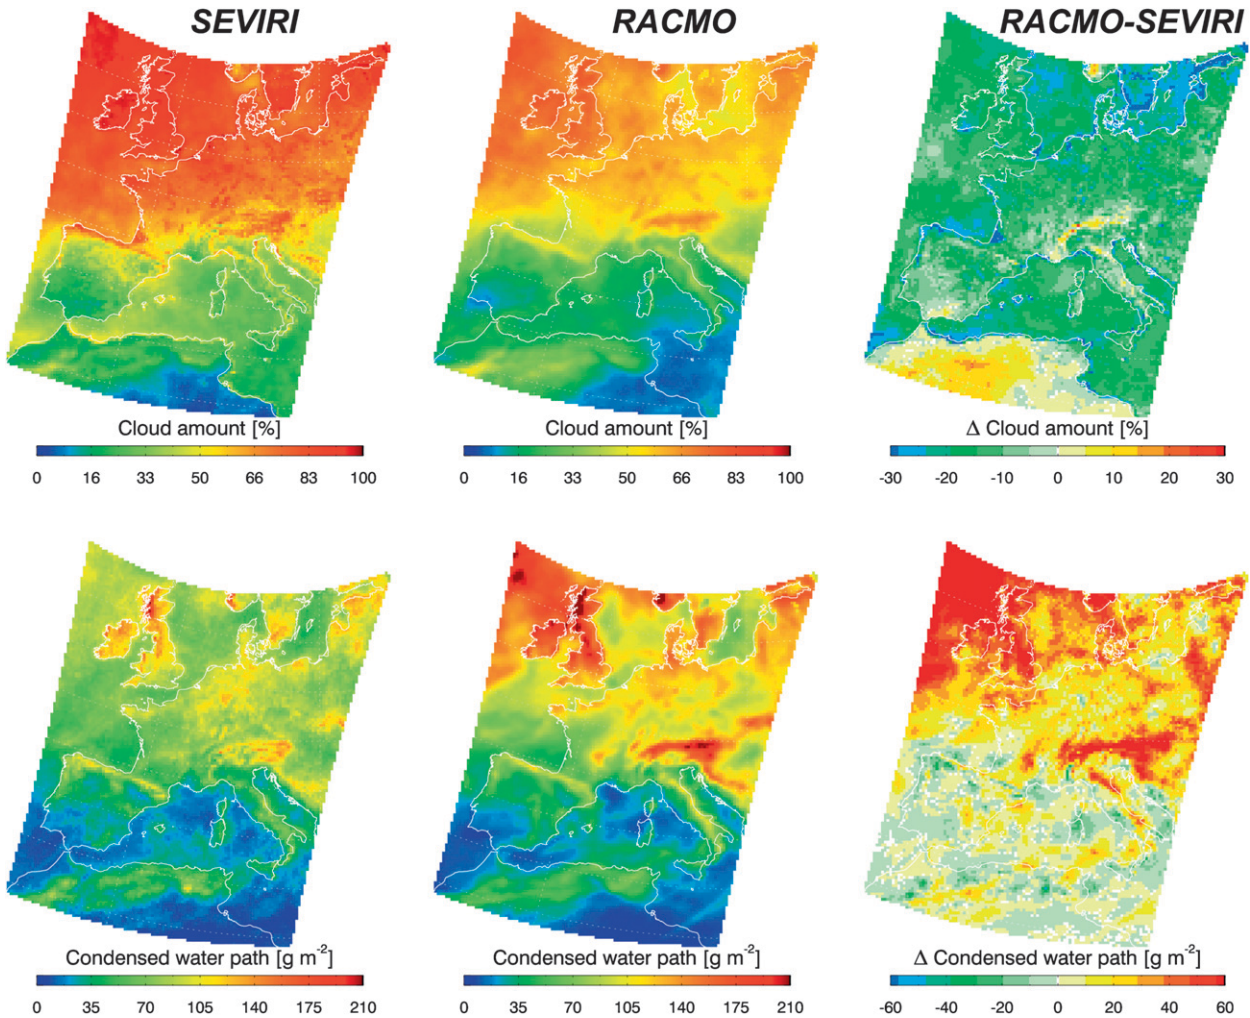 SEVIRI RACMO RACMO-SEVIRI
Cloud amount [%] Cloud amount [%] Δ Cloud amount [%]
0 16 33 50 66 83 100 0 16 33 50 66 83 100 -30 -20 -10 0 10 20 30
Condensed water path [g m⁻²] Condensed water path [g m⁻²] Δ Condensed water path [g m⁻²]
0 35 70 105 140 175 210 0 35 70 105 140 175 210 -60 -40 -20 0 20 40 60